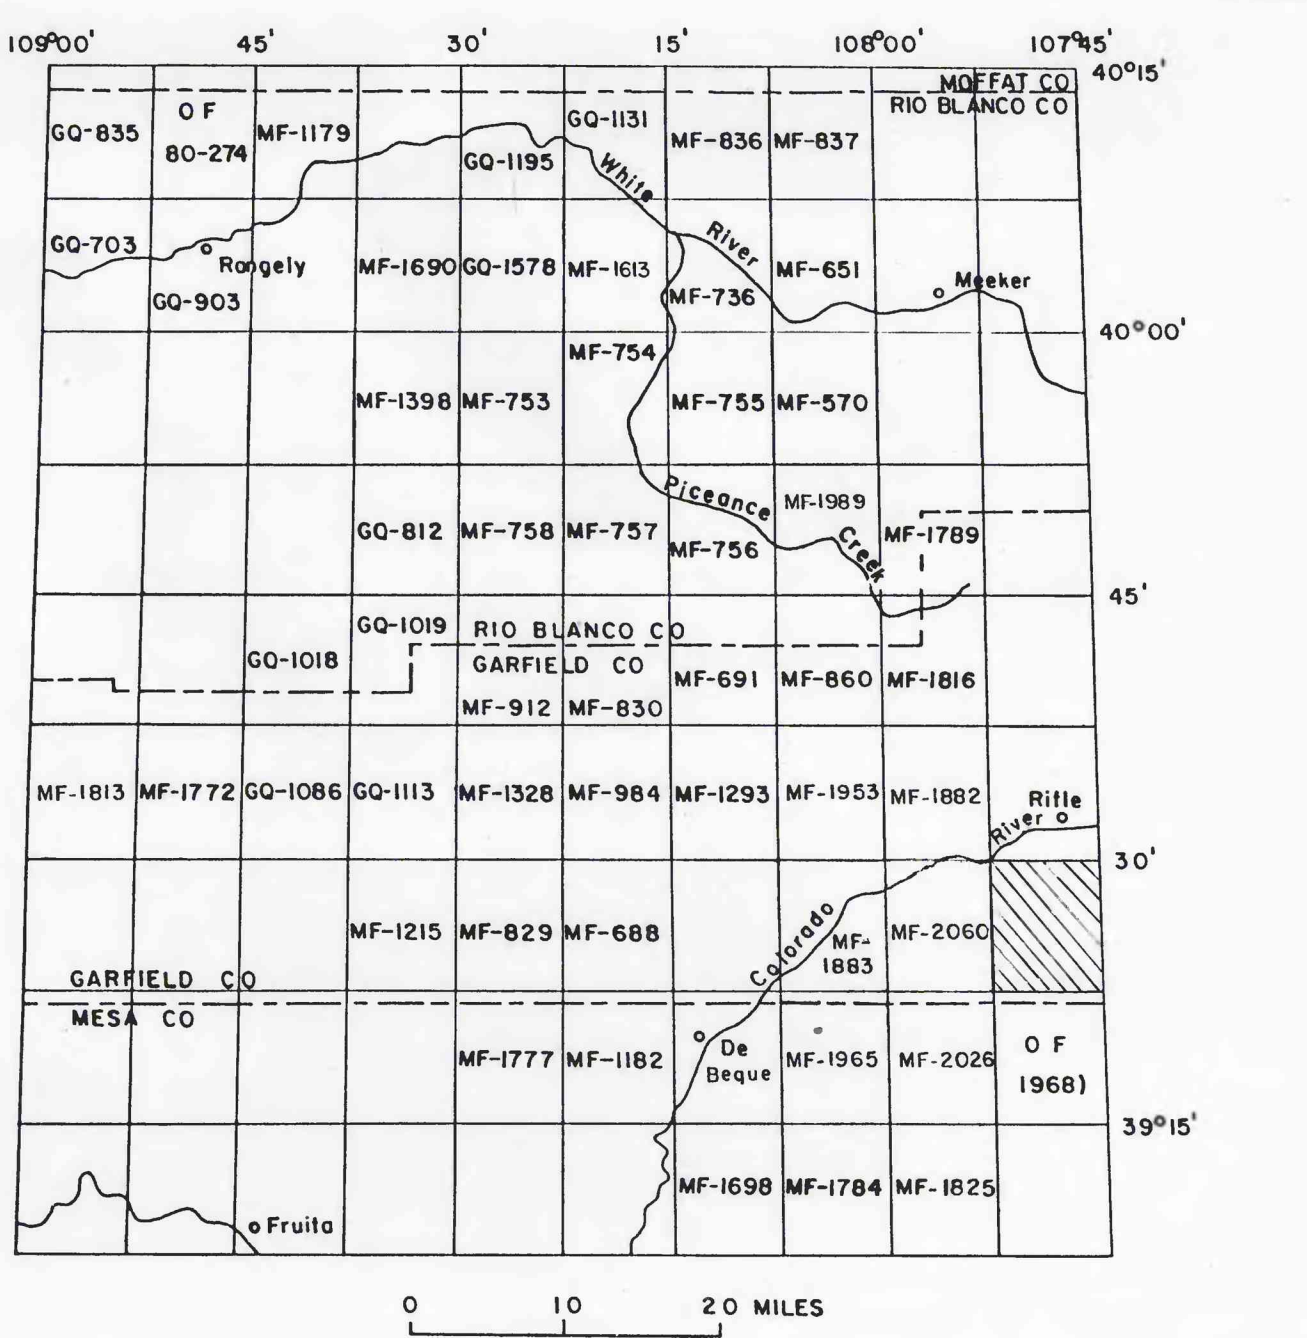 109°00' 45' 30' 15' 108°00' 107°45'
40°15'
MOFFAT CO
RIO BLANCO CO
GQ-835
OF
80-274
MF-1179
GQ-1131
GQ-1195
MF-836
MF-837
White
River
GQ-703
Rangely
GQ-903
MF-1690
GQ-1578
MF-1613
MF-736
MF-651
Meeker
40°00'
MF-754
MF-1398
MF-753
MF-755
MF-570
Piceance
Creek
GQ-812
MF-758
MF-757
MF-756
MF-1989
MF-1789
45'
GQ-1019
RIO BLANCO CO
GQ-1018
GARFIELD CO
MF-691
MF-860
MF-1816
MF-912
MF-830
MF-1813
MF-1772
GQ-1086
GQ-1113
MF-1328
MF-984
MF-1293
MF-1953
MF-1882
Rifle
River
30'
Colorado
MF-1215
MF-829
MF-688
MF-
1883
MF-2060
GARFIELD CO
MESA CO
MF-1777
MF-1182
De
Beque
MF-1965
MF-2026
OF
1968)
39°15'
MF-1698
MF-1784
MF-1825
Fruita
0 10 20 MILES